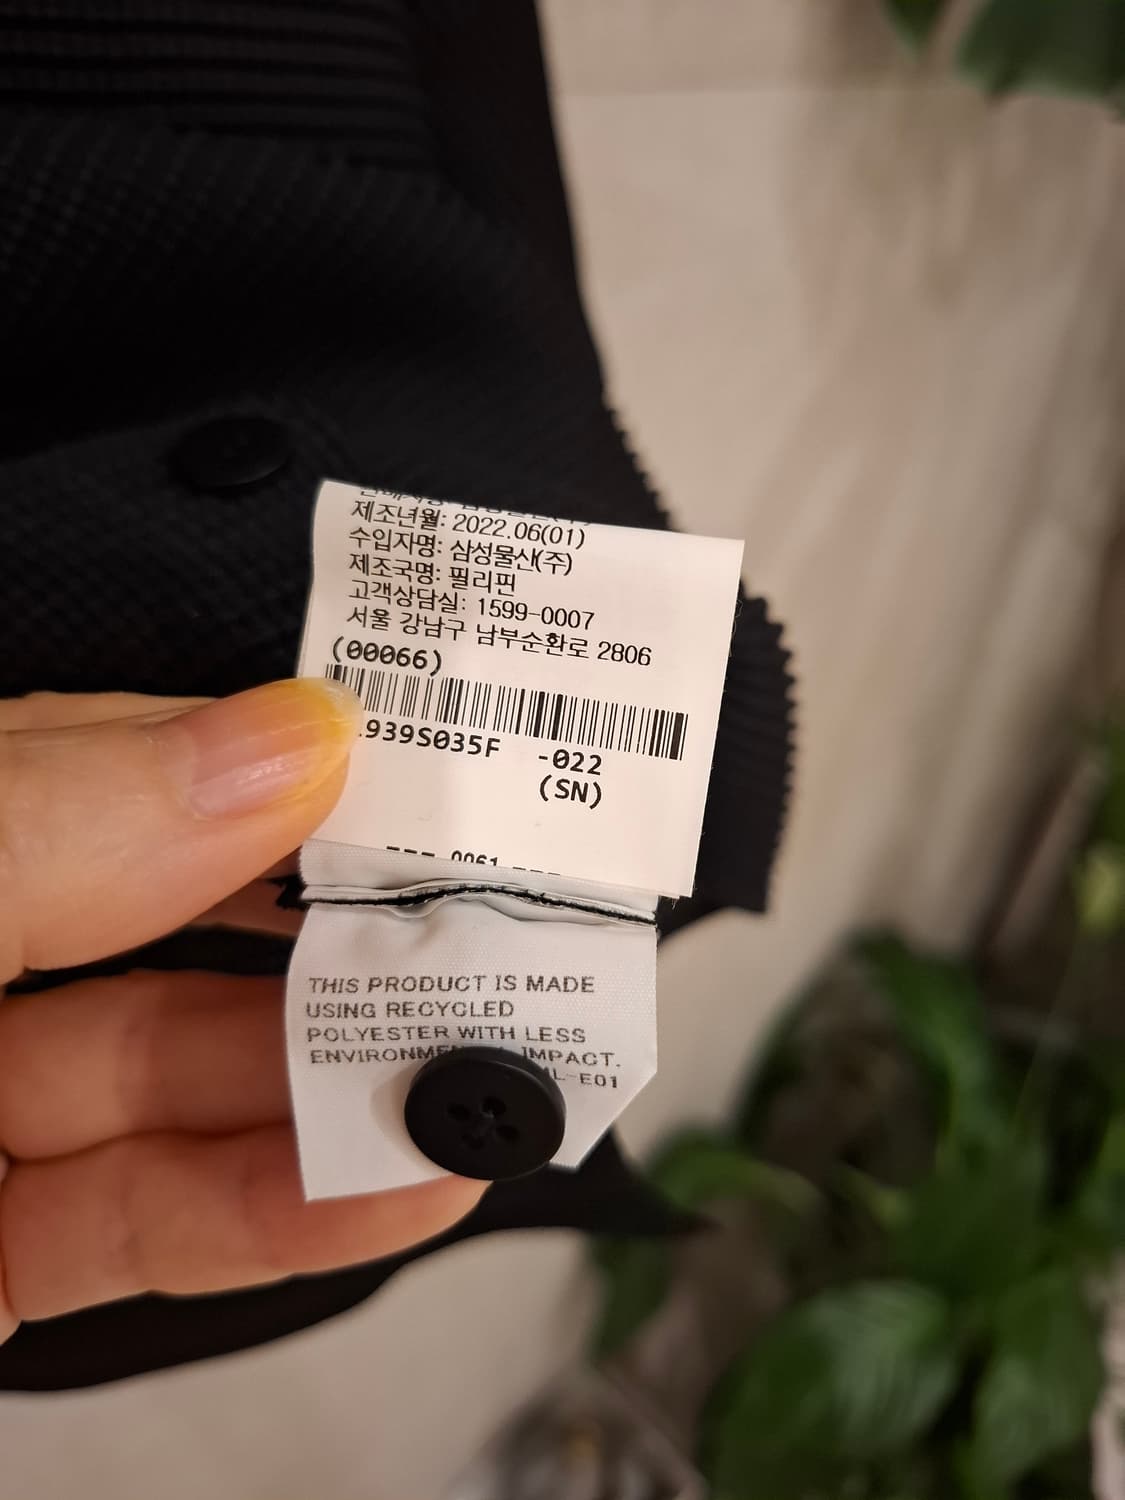 제조년월: 2022.06(01)
수입자명: 삼성물산(주)
제조국명: 필리핀
고객상담실: 1599-0007
서울 강남구 남부순환로 2806
(00066)
939S035F -022
(SN)
0061
THIS PRODUCT IS MADE
USING RECYCLED
POLYESTER WITH LESS
IMPACT.
-E01